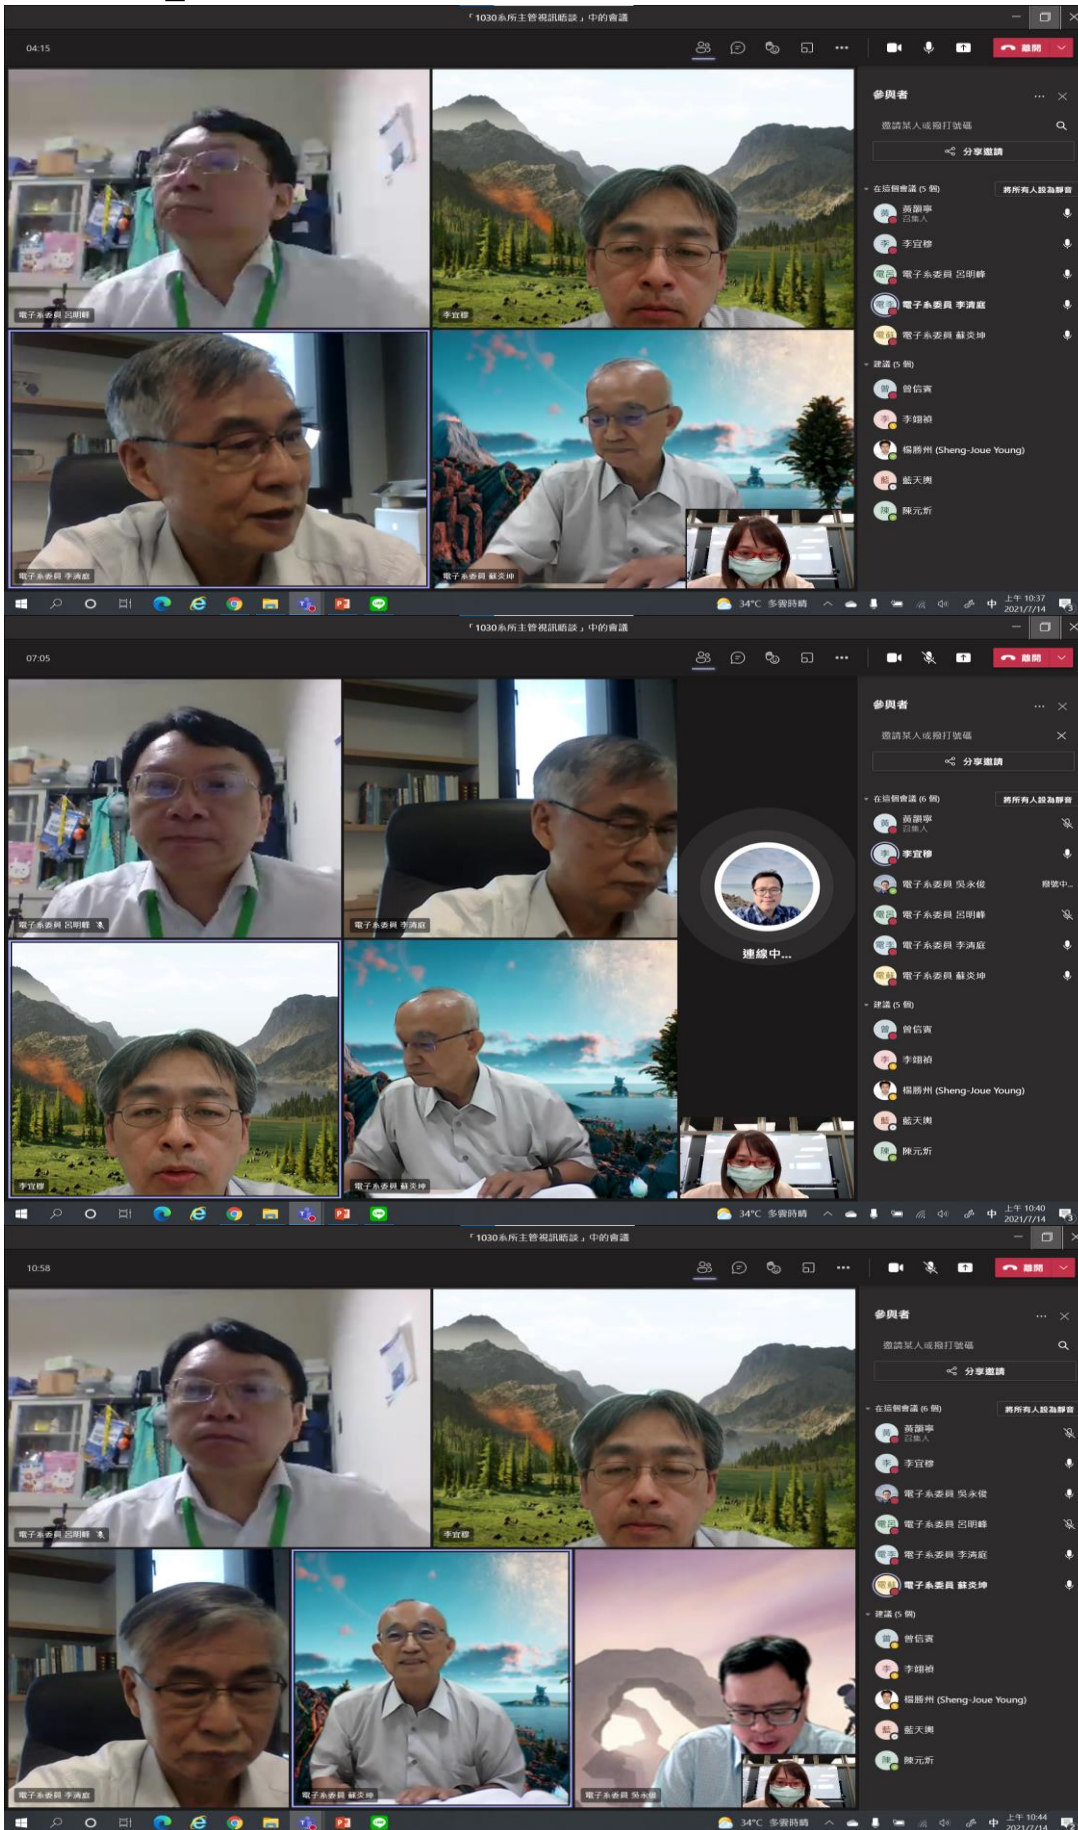 「1030系所主管視訊晤談」中的會議
04:15
離開
參與者
邀請某人或撥打號碼
分享邀請
在這個會議 (5 個)
將所有人設為靜音
黃韻寧
召集人
李宜穆
電子系委員 呂明峰
電子系委員 李清庭
電子系委員 蘇炎坤
建議 (5 個)
曾信賓
李翊禎
楊勝州 (Sheng-Joue Young)
藍天輿
陳元炘
電子系委員 呂明峰
李宜穆
電子系委員 李清庭
電子系委員 蘇炎坤
34°C 多雲時晴
中
上午 10:37
2021/7/14
「1030系所主管視訊晤談」中的會議
07:05
離開
參與者
邀請某人或撥打號碼
分享邀請
在這個會議 (6 個)
將所有人設為靜音
黃韻寧
召集人
李宜穆
電子系委員 吳永俊
撥號中...
電子系委員 呂明峰
電子系委員 李清庭
電子系委員 蘇炎坤
建議 (5 個)
曾信賓
李翊禎
楊勝州 (Sheng-Joue Young)
藍天輿
陳元炘
電子系委員 呂明峰
電子系委員 李清庭
連線中...
李宜穆
電子系委員 蘇炎坤
34°C 多雲時晴
中
上午 10:40
2021/7/14
「1030系所主管視訊晤談」中的會議
10:58
離開
參與者
邀請某人或撥打號碼
分享邀請
在這個會議 (6 個)
將所有人設為靜音
黃韻寧
召集人
李宜穆
電子系委員 吳永俊
電子系委員 呂明峰
電子系委員 李清庭
電子系委員 蘇炎坤
建議 (5 個)
曾信賓
李翊禎
楊勝州 (Sheng-Joue Young)
藍天輿
陳元炘
電子系委員 呂明峰
李宜穆
電子系委員 李清庭
電子系委員 蘇炎坤
電子系委員 吳永俊
34°C 多雲時晴
中
上午 10:44
2021/7/14